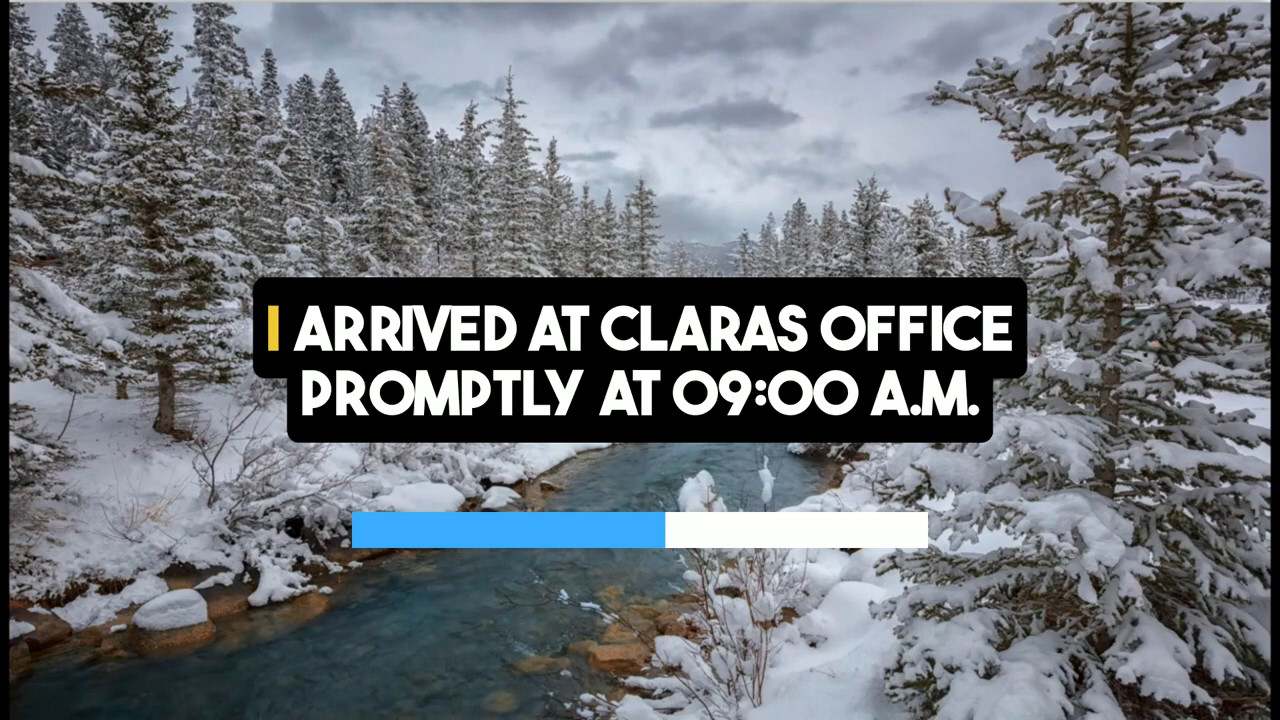 I ARRIVED AT CLARAS OFFICE
PROMPTLY AT 09:00 A.M.